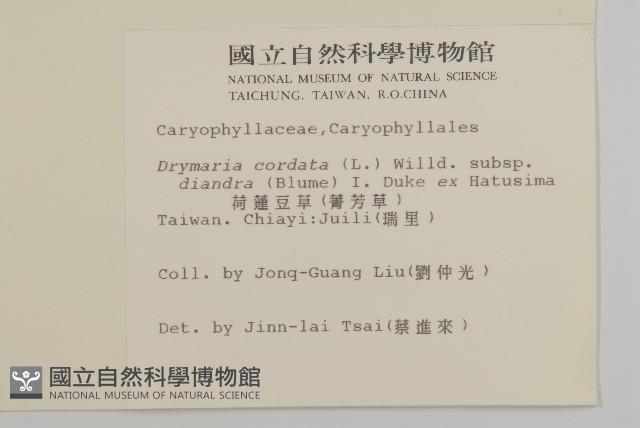 國立自然科學博物館
NATIONAL MUSEUM OF NATURAL SCIENCE
TAICHUNG, TAIWAN, R.O.CHINA
Caryophyllaceae,Caryophyllales
Drymaria cordata (L.) Willd. subsp.
diandra (Blume) I. Duke ex Hatusima
荷蓮豆草(菁芳草)
Taiwan. Chiayi:Juili(瑞里)
Coll. by Jong-Guang Liu(劉仲光)
Det. by Jinn-lai Tsai(蔡進來)
國立自然科學博物館
NATIONAL MUSEUM OF NATURAL SCIENCE